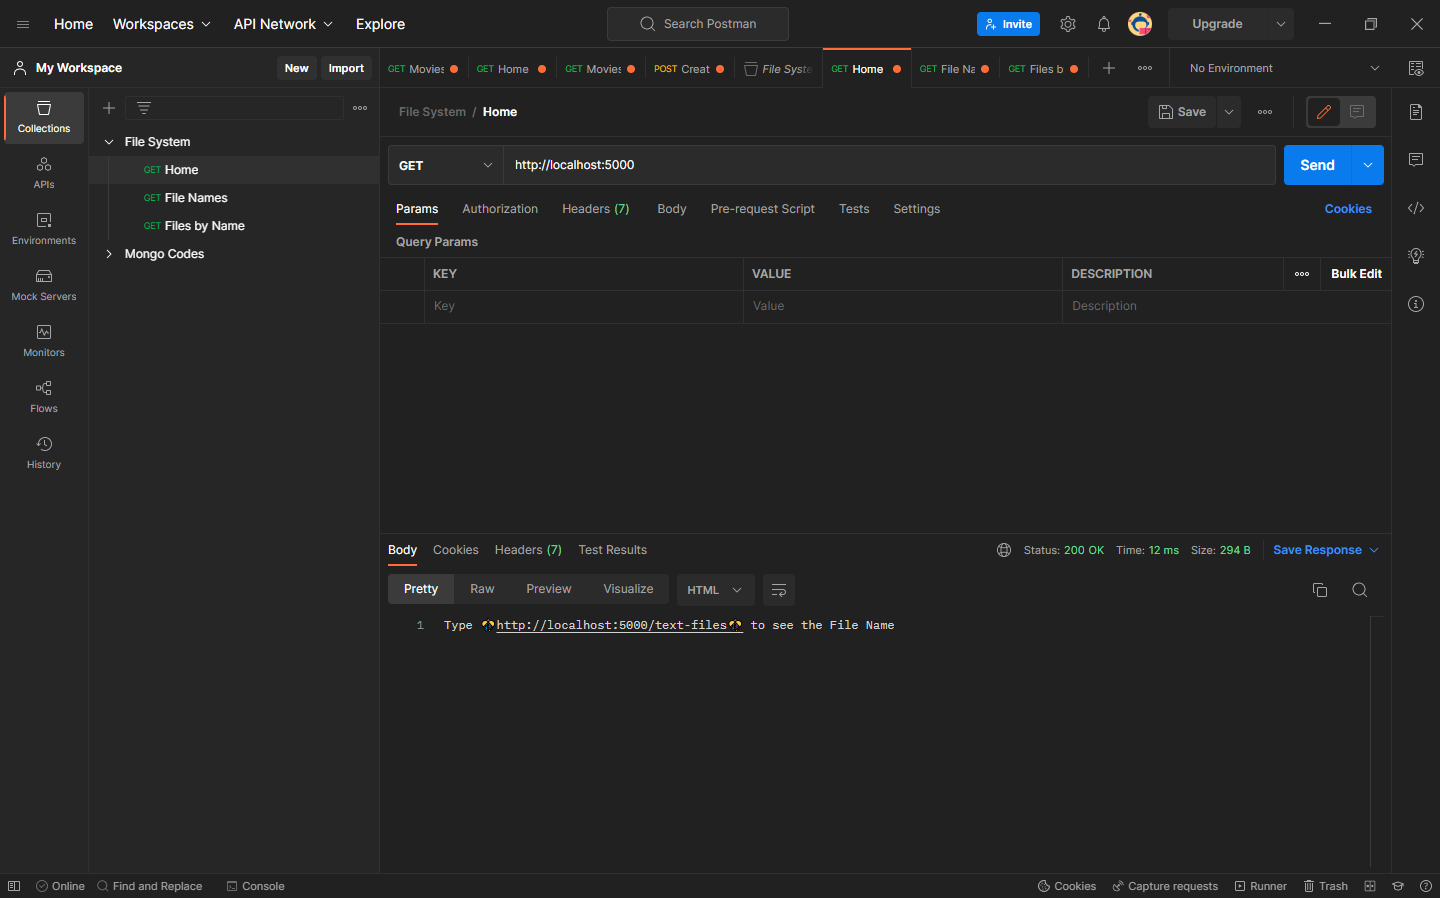 Home Workspaces API Network Explore Search Postman Invite Upgrade
My Workspace New Import GET Movies GET Home GET Movies POST Creat File Syste GET Home GET File Na GET Files b No Environment
File System / Home Save
Collections
APIs
Environments
Mock Servers
Monitors
Flows
History
File System
GET Home
GET File Names
GET Files by Name
Mongo Codes
GET http://localhost:5000 Send
Params Authorization Headers (7) Body Pre-request Script Tests Settings Cookies
Query Params
KEY VALUE DESCRIPTION Bulk Edit
Key Value Description
Body Cookies Headers (7) Test Results Status: 200 OK Time: 12 ms Size: 294 B Save Response
Pretty Raw Preview Visualize HTML
1 Type 🎊http://localhost:5000/text-files🎊 to see the File Name
Online Find and Replace Console Cookies Capture requests Runner Trash